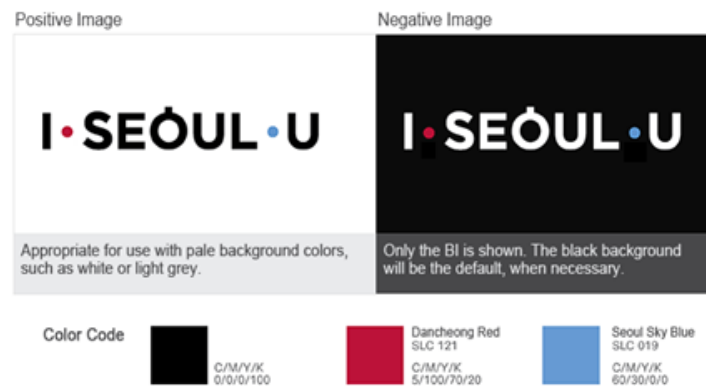 Positive Image
Negative Image
I•SEOUL•U
I•SEOUL•U
Appropriate for use with pale background colors,
such as white or light grey.
Only the BI is shown. The black background
will be the default, when necessary.
Color Code
C/M/Y/K
0/0/0/100
Dancheong Red
SLC 121
C/M/Y/K
5/100/70/20
Seoul Sky Blue
SLC 019
C/M/Y/K
60/30/0/0